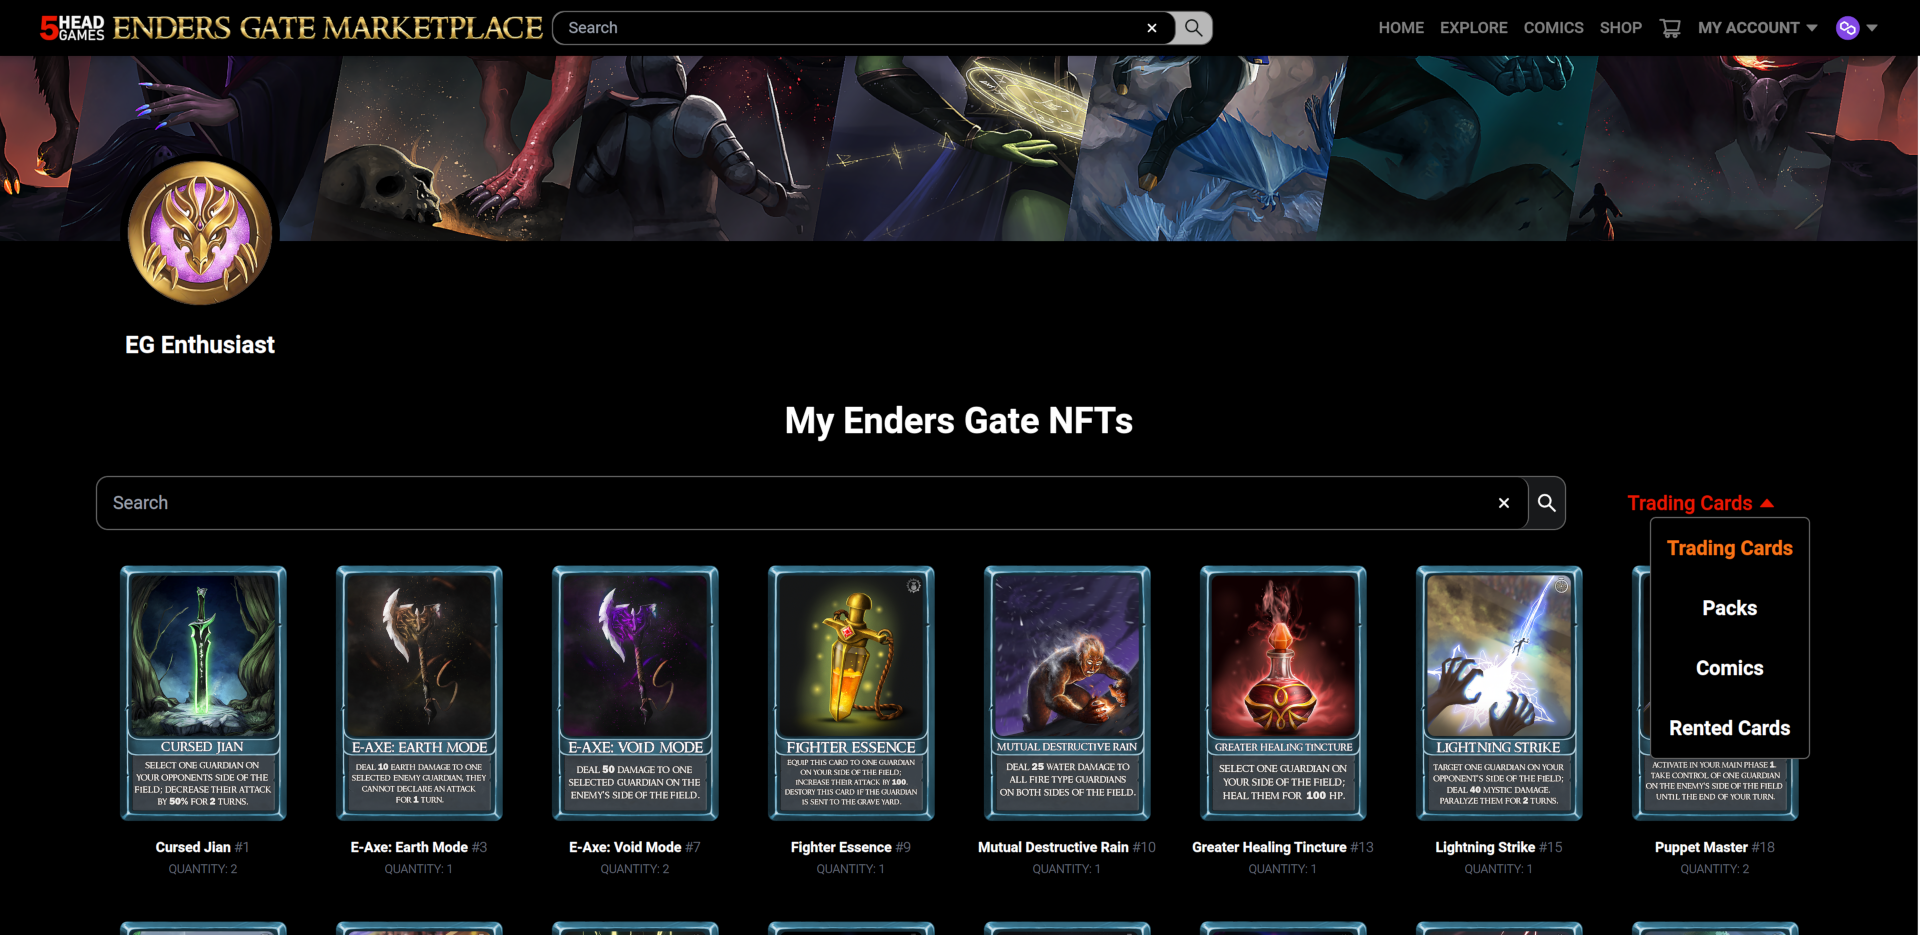 5HEAD GAMES
ENDERS GATE MARKETPLACE
Search
HOME
EXPLORE
COMICS
SHOP
MY ACCOUNT
EG Enthusiast
My Enders Gate NFTs
Search
Trading Cards
Trading Cards
Packs
Comics
Rented Cards
CURSED JIAN
SELECT ONE GUARDIAN ON
YOUR OPPONENTS SIDE OF THE
FIELD; DECREASE THEIR ATTACK
BY 50% FOR 2 TURNS.
Cursed Jian #1
QUANTITY: 2
E-AXE: EARTH MODE
DEAL 10 EARTH DAMAGE TO ONE
SELECTED ENEMY GUARDIAN, THEY
CANNOT DECLARE AN ATTACK
FOR 1 TURN.
E-Axe: Earth Mode #3
QUANTITY: 1
E-AXE: VOID MODE
DEAL 50 DAMAGE TO ONE
SELECTED GUARDIAN ON THE
ENEMY'S SIDE OF THE FIELD.
E-Axe: Void Mode #7
QUANTITY: 2
FIGHTER ESSENCE
EQUIP THIS CARD TO ONE GUARDIAN
ON YOUR SIDE OF THE FIELD;
INCREASE THEIR ATTACK BY 100.
DESTORY THIS CARD IF THE GUARDIAN
IS SENT TO THE GRAVE YARD.
Fighter Essence #9
QUANTITY: 1
MUTUAL DESTRUCTIVE RAIN
DEAL 25 WATER DAMAGE TO
ALL FIRE TYPE GUARDIANS
ON BOTH SIDES OF THE FIELD.
Mutual Destructive Rain #10
QUANTITY: 1
GREATER HEALING TINCTURE
SELECT ONE GUARDIAN ON
YOUR SIDE OF THE FIELD;
HEAL THEM FOR 100 HP.
Greater Healing Tincture #13
QUANTITY: 1
LIGHTNING STRIKE
TARGET ONE GUARDIAN ON YOUR
OPPONENT'S SIDE OF THE FIELD;
DEAL 40 MYSTIC DAMAGE.
PARALYZE THEM FOR 2 TURNS.
Lightning Strike #15
QUANTITY: 1
ACTIVATE IN YOUR MAIN PHASE 1.
TAKE CONTROL OF ONE GUARDIAN
ON THE ENEMY'S SIDE OF THE FIELD
UNTIL THE END OF YOUR TURN.
Puppet Master #18
QUANTITY: 2